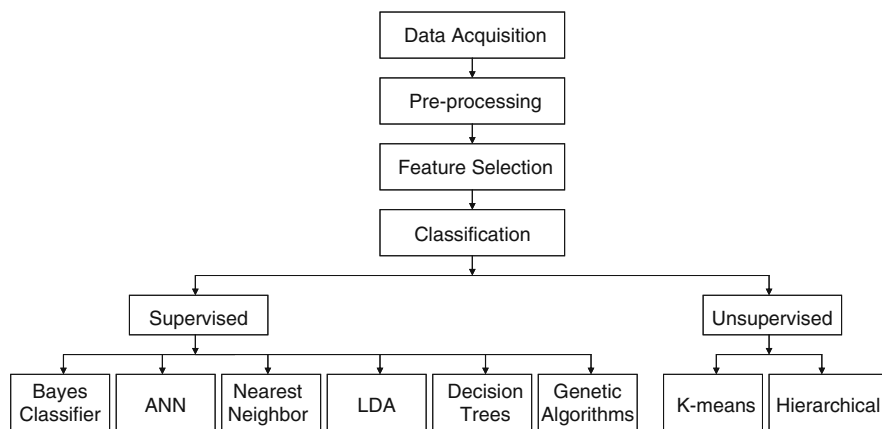 Data Acquisition
Pre-processing
Feature Selection
Classification
Supervised
Unsupervised
Bayes
Classifier
ANN
Nearest
Neighbor
LDA
Decision
Trees
Genetic
Algorithms
K-means
Hierarchical